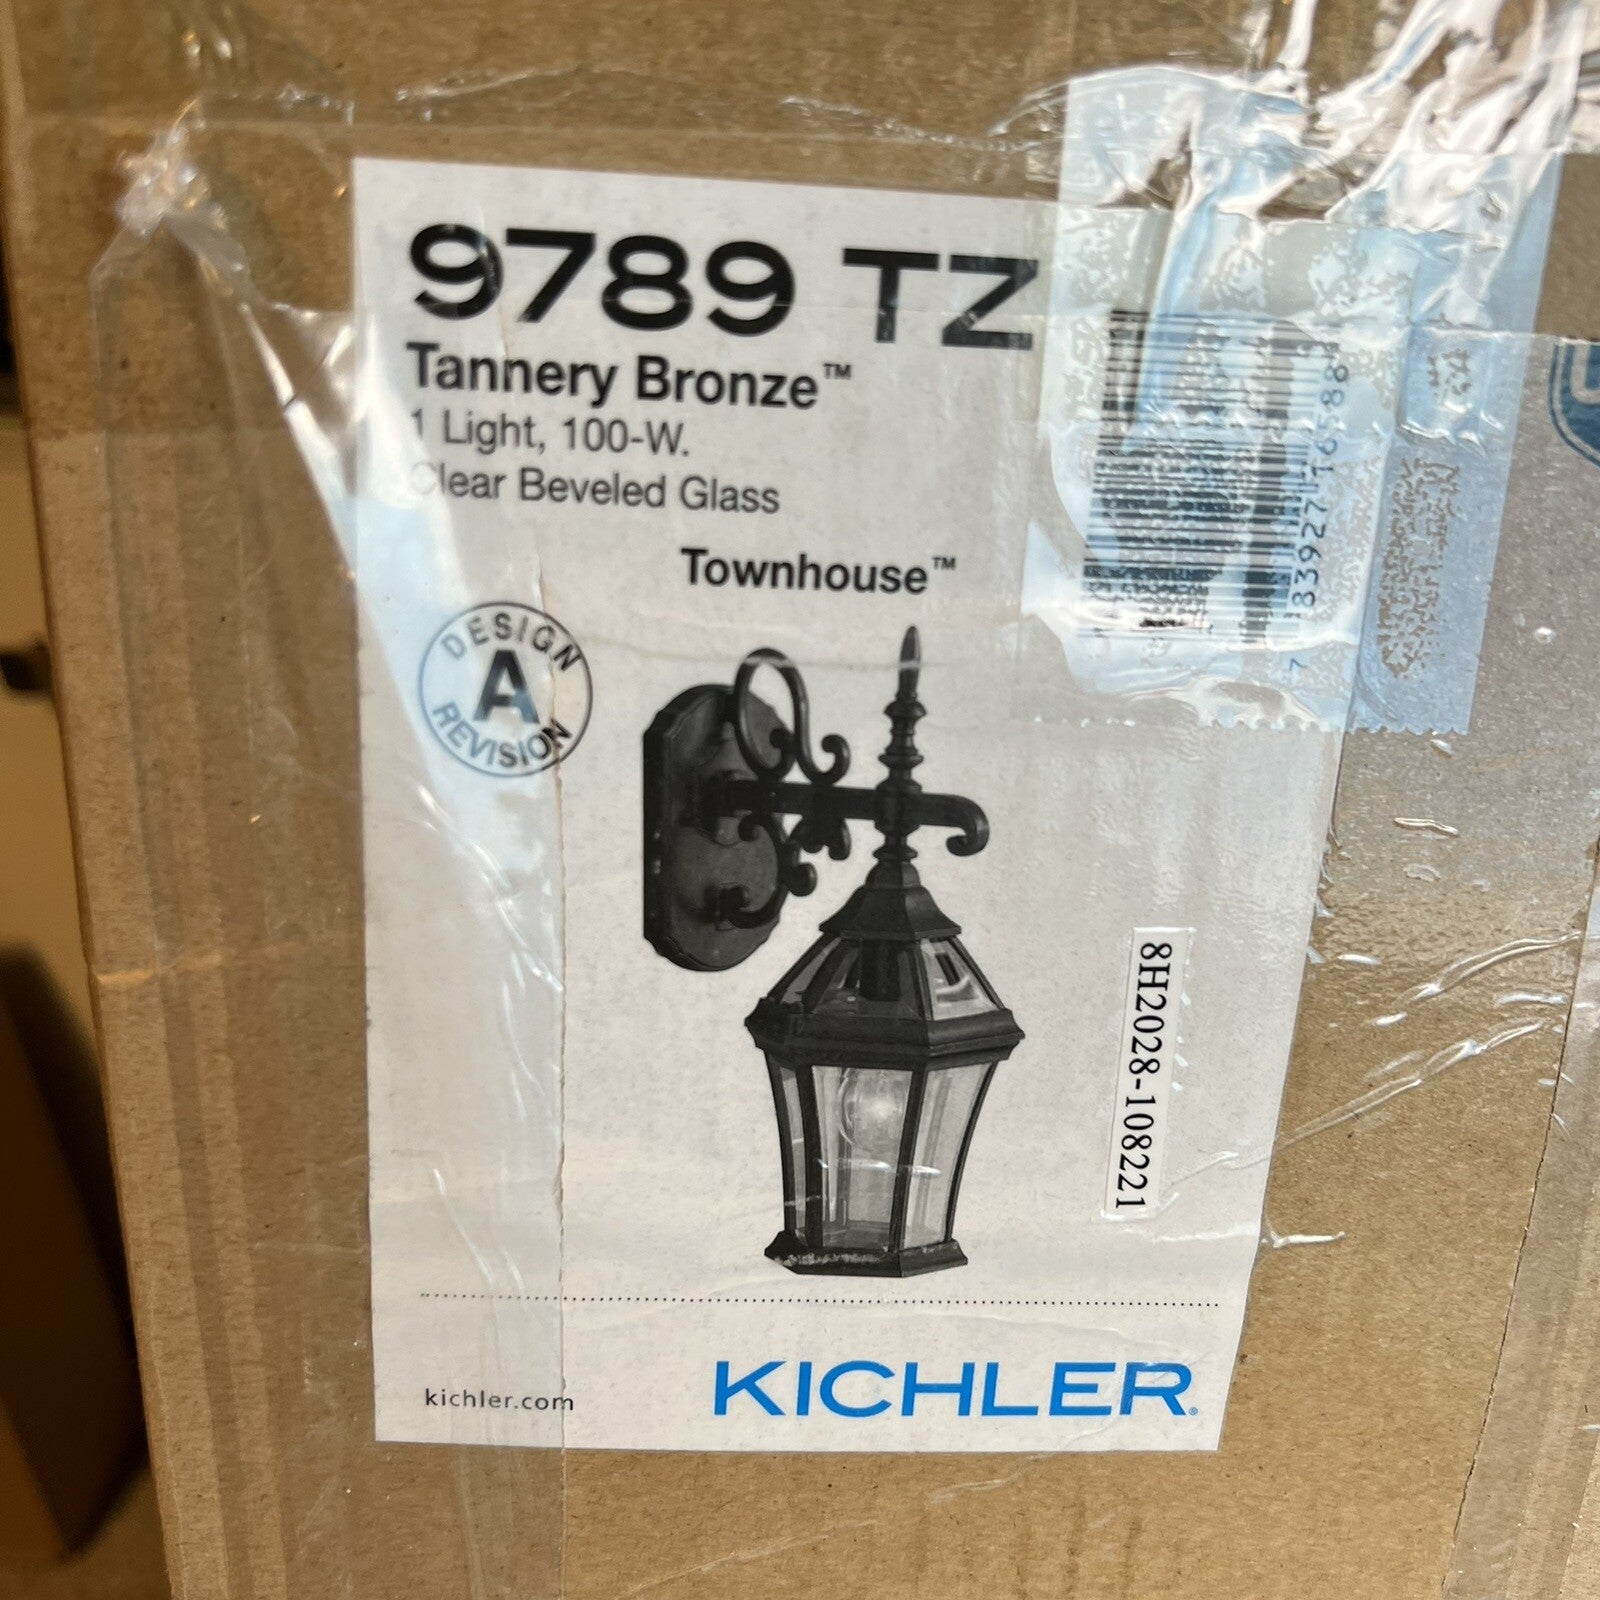 9789 TZ
Tannery Bronze™
1 Light, 100-W.
Clear Beveled Glass
Townhouse™
DESIGN
A
REVISION
8H2028-108221
kichler.com
KICHLER®